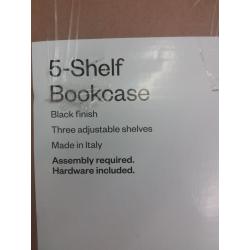 5-Shelf
Bookcase
Black finish
Three adjustable shelves
Made in Italy
Assembly required.
Hardware included.